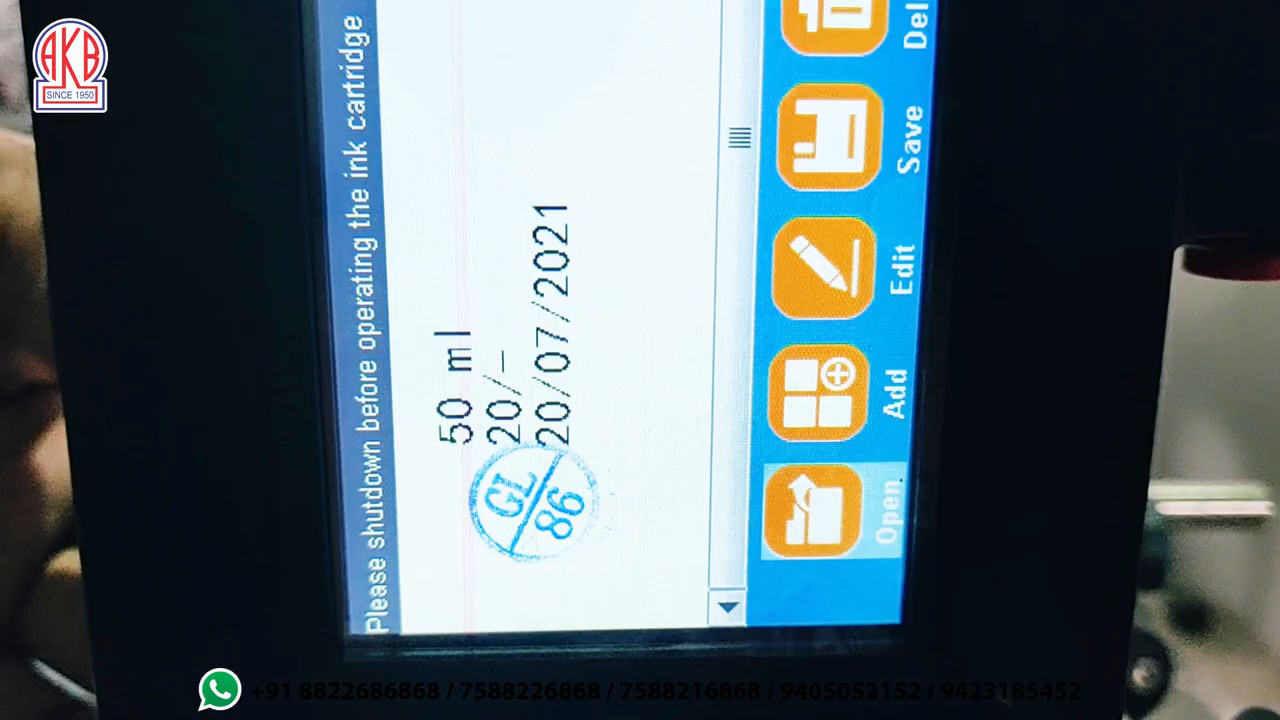 AKB
SINCE 1950
Please shutdown before operating the ink cartridge
50 ml
20/-
20/07/2021
GL
86
Open
Add
Edit
Save
Del
+91 8822686868 / 7588226868 / 7588216868 / 9405052152 / 9423185452